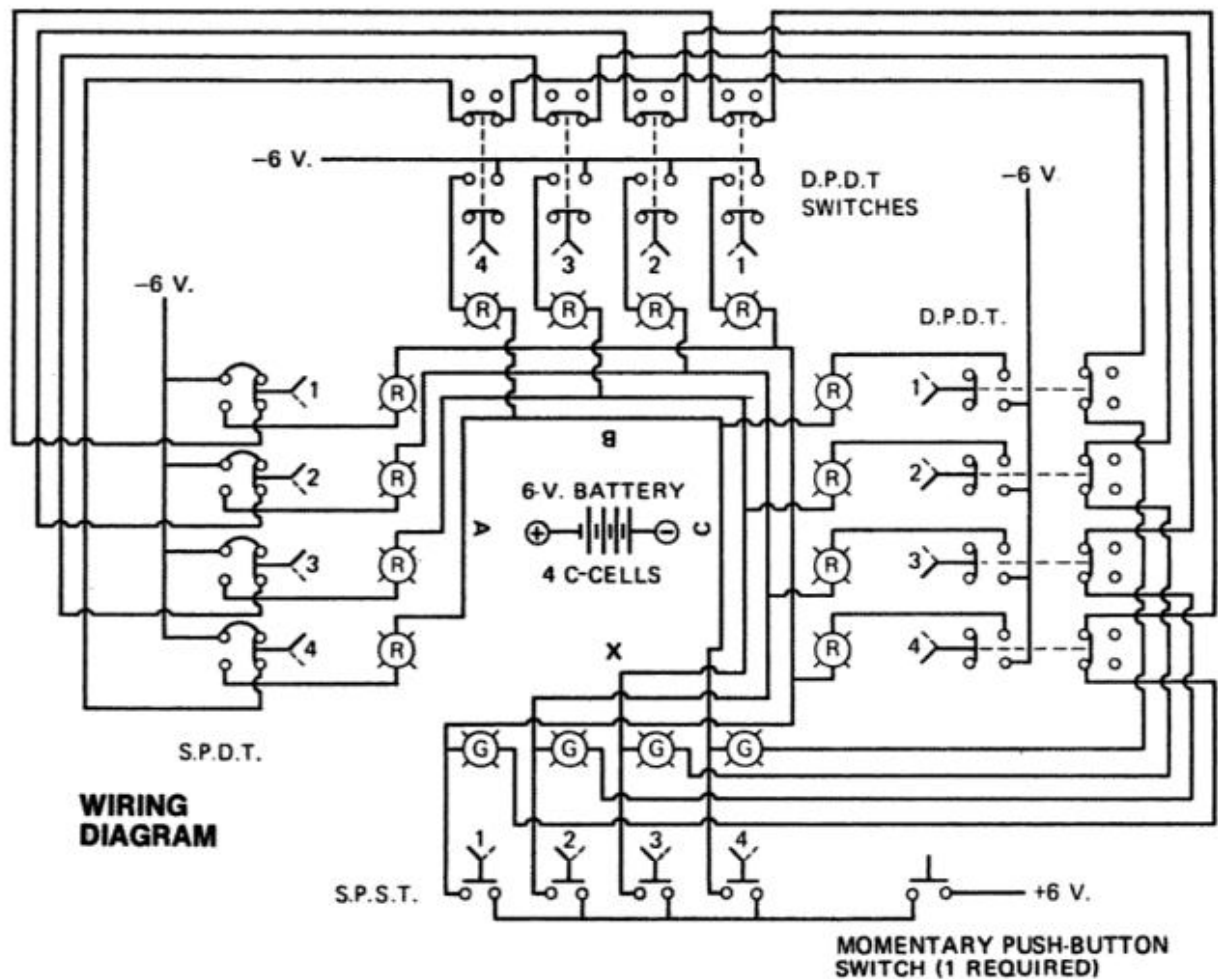 −6 V.
D.P.D.T
SWITCHES
−6 V.
4 3 2 1
R R R R
−6 V.
D.P.D.T.
1
R
R
1
2
R
R
2
3
R
R
3
4
R
R
4
B
6-V. BATTERY
A
+ −
C
4 C-CELLS
X
S.P.D.T.
G G G G
WIRING
DIAGRAM
1 2 3 4
S.P.S.T.
+6 V.
MOMENTARY PUSH-BUTTON
SWITCH (1 REQUIRED)